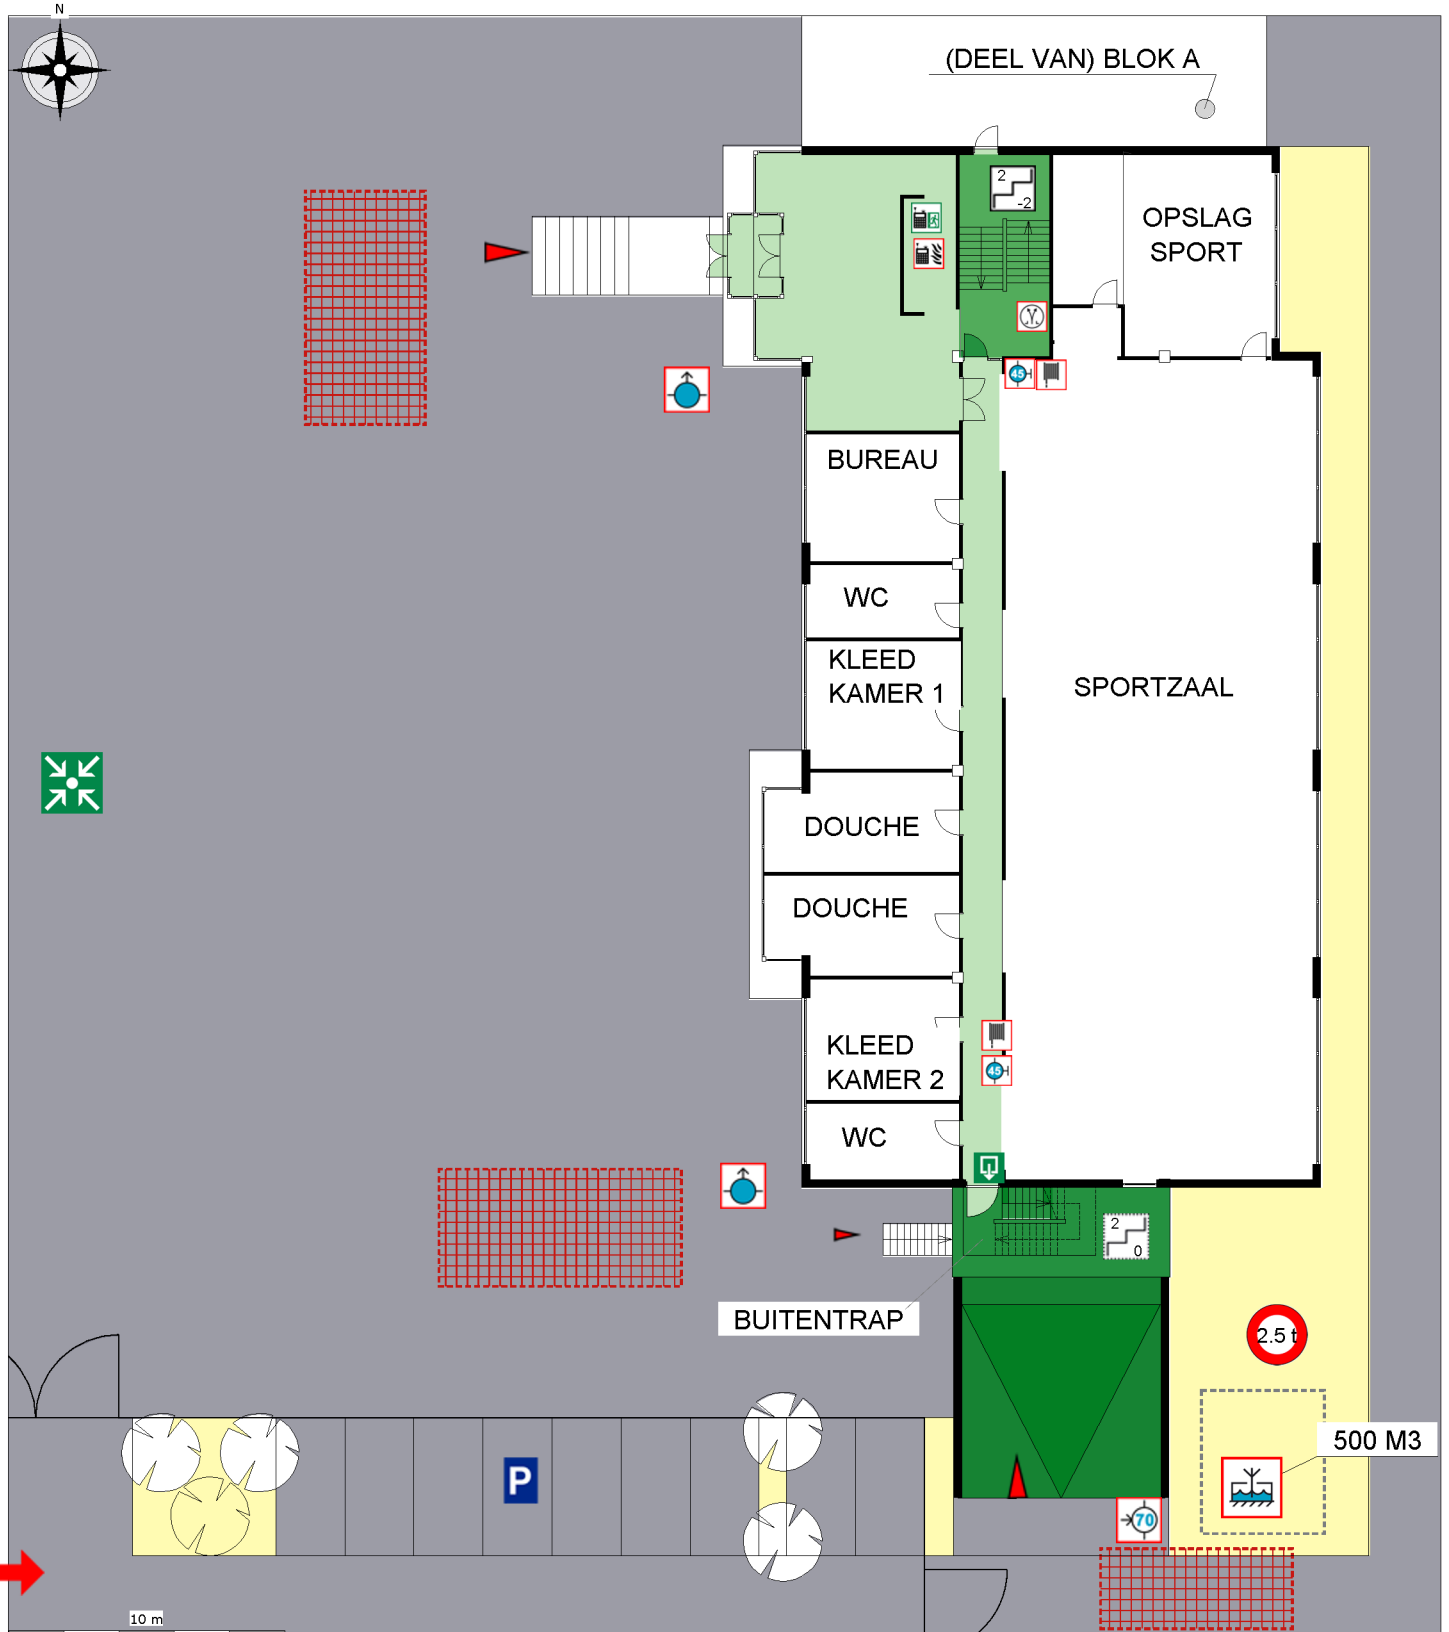 N
(DEEL VAN) BLOK A
2
-2
OPSLAG
SPORT
45
BUREAU
WC
KLEED
KAMER 1
SPORTZAAL
DOUCHE
DOUCHE
KLEED
KAMER 2
45
WC
2
0
BUITENTRAP
2.5 t
500 M3
P
70
10 m